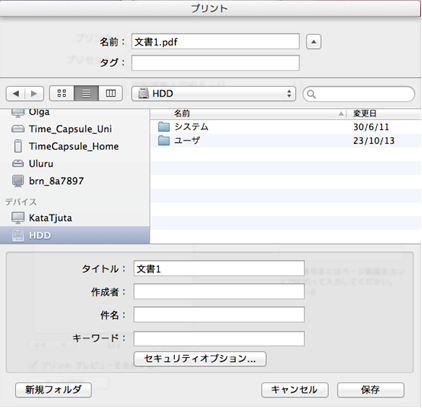 プリント
名前：
文書1.pdf
タグ：
HDD
名前
変更日
Olga
Time_Capsule_Uni
TimeCapsule_Home
Uluru
brn_8a7897
デバイス
KataTjuta
HDD
システム
30/6/11
ユーザ
23/10/13
タイトル：
文書1
作成者：
件名：
キーワード：
セキュリティオプション...
新規フォルダ
キャンセル
保存